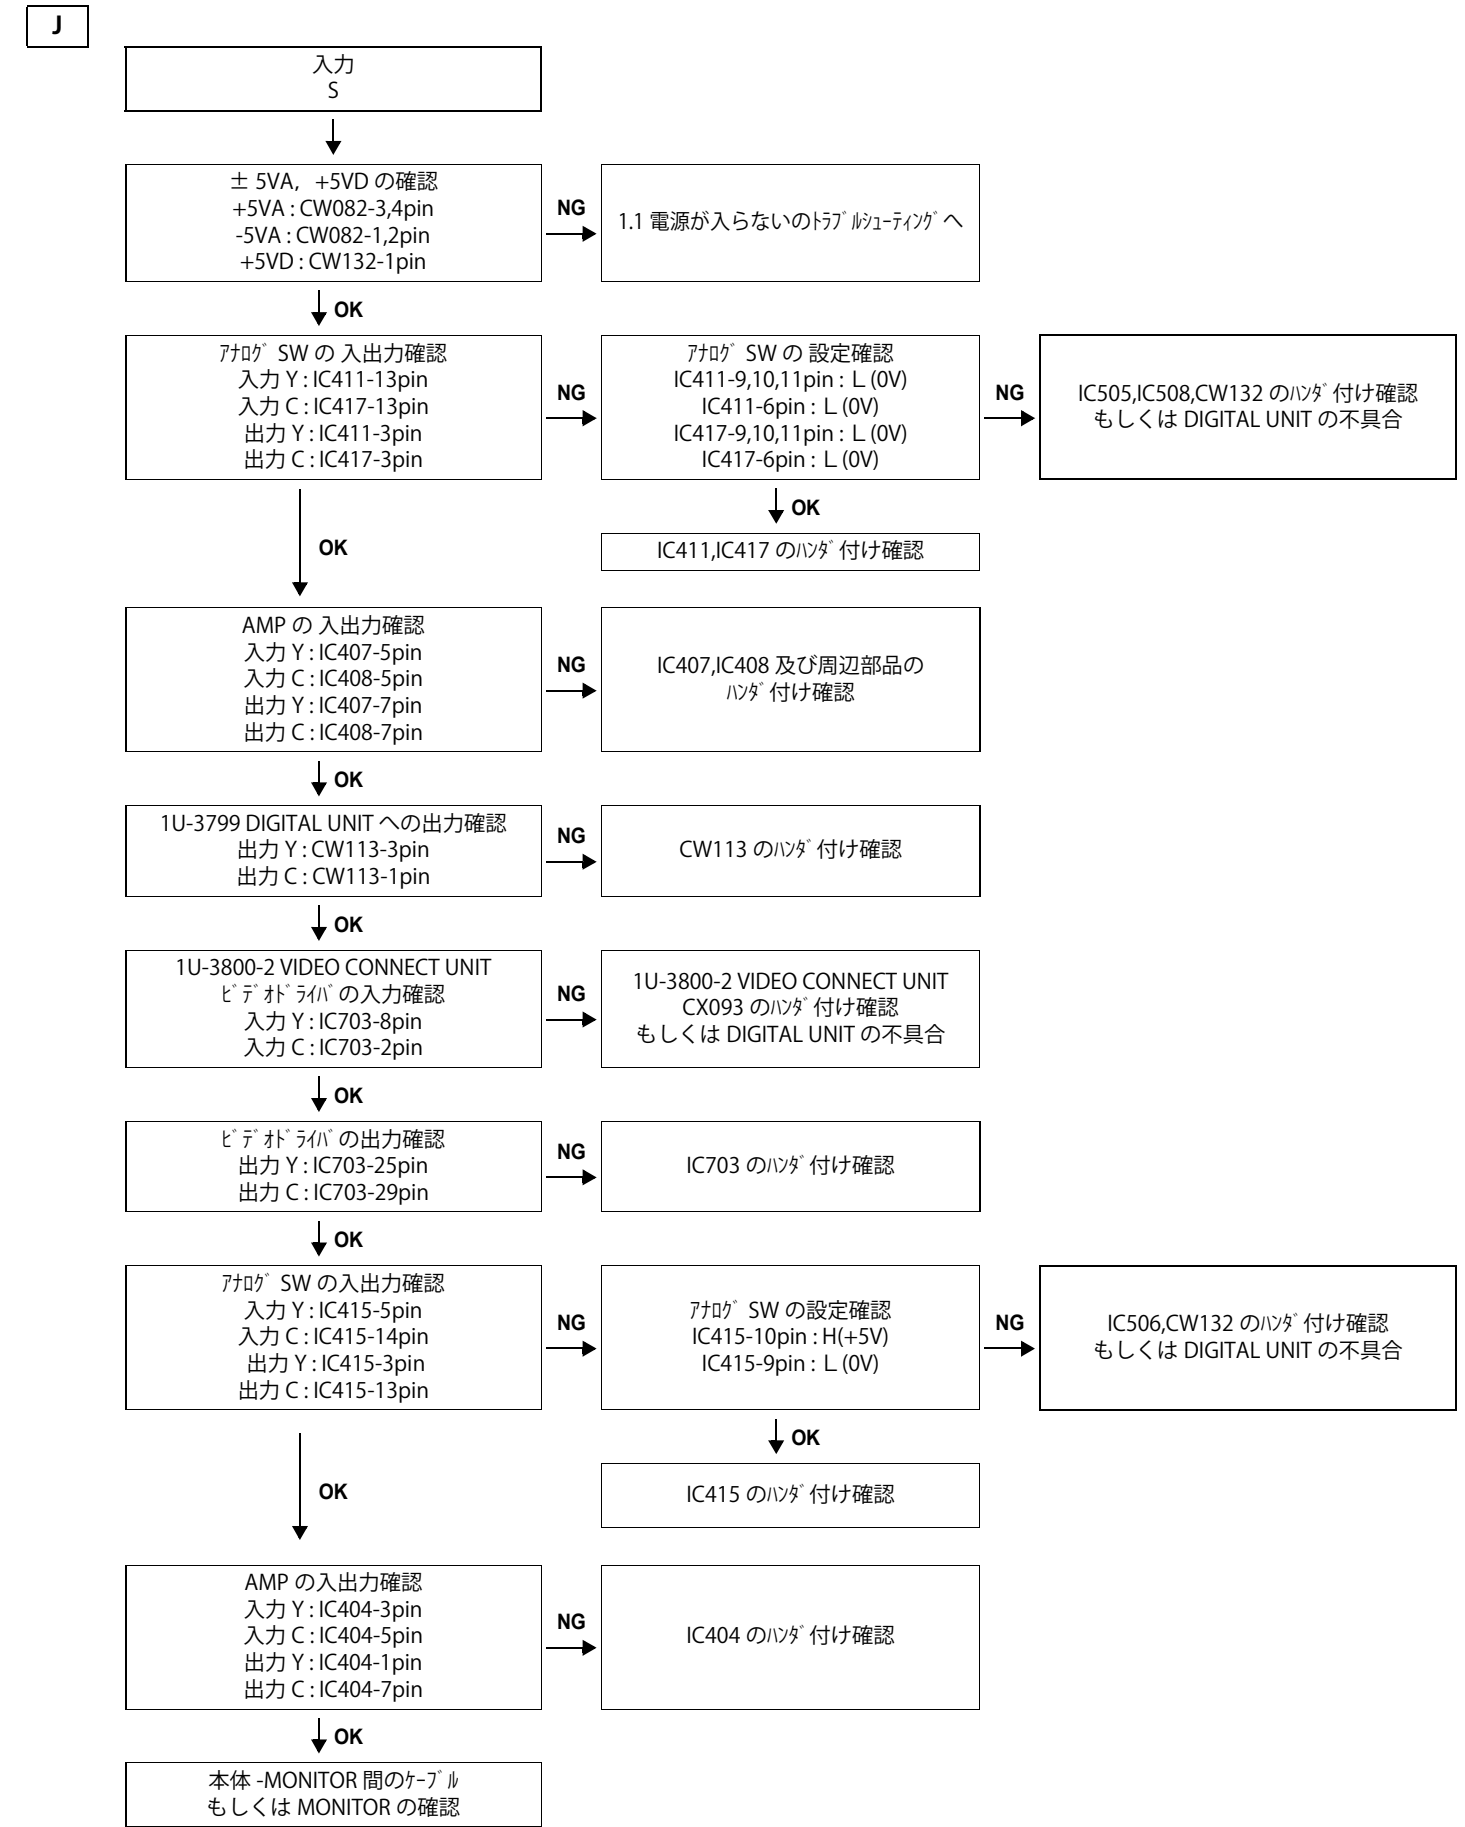 J
入力
S
± 5VA, +5VD の確認
+5VA : CW082-3,4pin
-5VA : CW082-1,2pin
+5VD : CW132-1pin
NG
1.1 電源が入らないのﾄﾗﾌﾞﾙｼｭｰﾃｨﾝｸﾞへ
OK
ｱﾅﾛｸﾞ SW の 入出力確認
入力 Y : IC411-13pin
入力 C : IC417-13pin
出力 Y : IC411-3pin
出力 C : IC417-3pin
NG
ｱﾅﾛｸﾞ SW の 設定確認
IC411-9,10,11pin : L (0V)
IC411-6pin : L (0V)
IC417-9,10,11pin : L (0V)
IC417-6pin : L (0V)
NG
IC505,IC508,CW132 のﾊﾝﾀﾞ付け確認
もしくは DIGITAL UNIT の不具合
OK
IC411,IC417 のﾊﾝﾀﾞ付け確認
OK
AMP の 入出力確認
入力 Y : IC407-5pin
入力 C : IC408-5pin
出力 Y : IC407-7pin
出力 C : IC408-7pin
NG
IC407,IC408 及び周辺部品の
ﾊﾝﾀﾞ付け確認
OK
1U-3799 DIGITAL UNIT への出力確認
出力 Y : CW113-3pin
出力 C : CW113-1pin
NG
CW113 のﾊﾝﾀﾞ付け確認
OK
1U-3800-2 VIDEO CONNECT UNIT
ﾋﾞﾃﾞｵﾄﾞﾗｲﾊﾞの入力確認
入力 Y : IC703-8pin
入力 C : IC703-2pin
NG
1U-3800-2 VIDEO CONNECT UNIT
CX093 のﾊﾝﾀﾞ付け確認
もしくは DIGITAL UNIT の不具合
OK
ﾋﾞﾃﾞｵﾄﾞﾗｲﾊﾞの出力確認
出力 Y : IC703-25pin
出力 C : IC703-29pin
NG
IC703 のﾊﾝﾀﾞ付け確認
OK
ｱﾅﾛｸﾞ SW の入出力確認
入力 Y : IC415-5pin
入力 C : IC415-14pin
出力 Y : IC415-3pin
出力 C : IC415-13pin
NG
ｱﾅﾛｸﾞ SW の設定確認
IC415-10pin : H(+5V)
IC415-9pin : L (0V)
NG
IC506,CW132 のﾊﾝﾀﾞ付け確認
もしくは DIGITAL UNIT の不具合
OK
IC415 のﾊﾝﾀﾞ付け確認
OK
AMP の入出力確認
入力 Y : IC404-3pin
入力 C : IC404-5pin
出力 Y : IC404-1pin
出力 C : IC404-7pin
NG
IC404 のﾊﾝﾀﾞ付け確認
OK
本体 -MONITOR 間のｹｰﾌﾞﾙ
もしくは MONITOR の確認